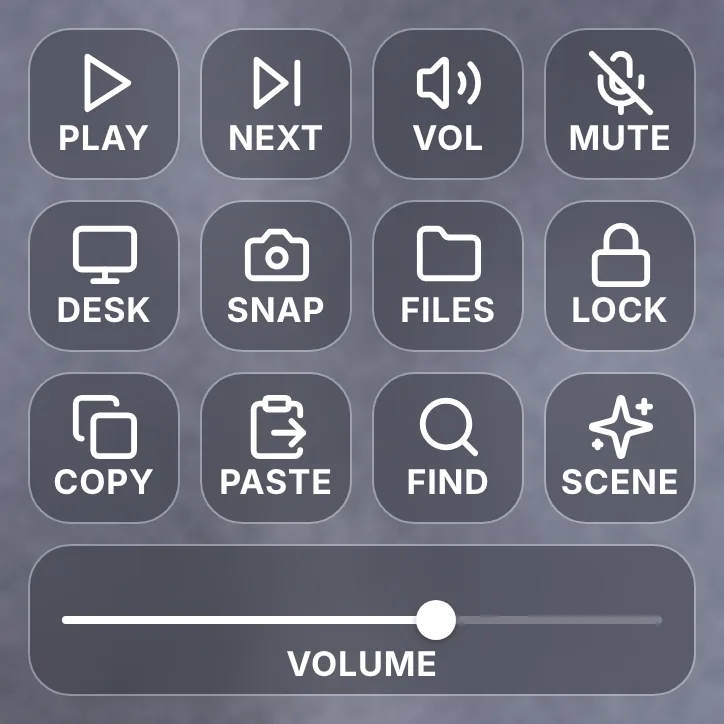 PLAY NEXT VOL MUTE
DESK SNAP FILES LOCK
COPY PASTE FIND SCENE
VOLUME